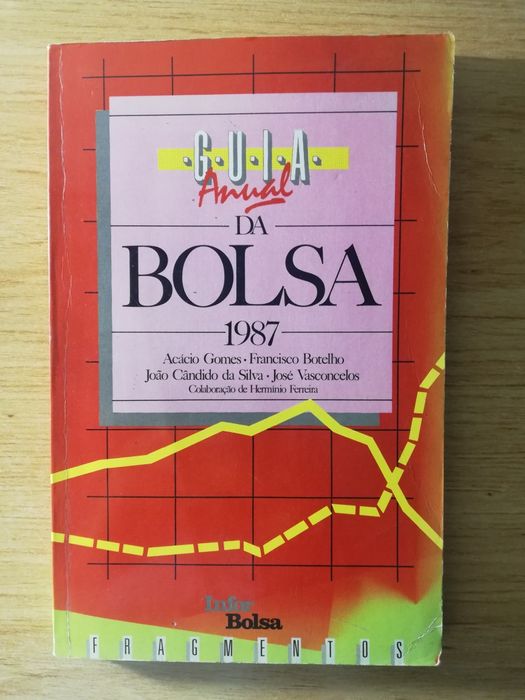 ·G·U·I·A·
Anual
DA
BOLSA
1987
Acácio Gomes · Francisco Botelho
João Cândido da Silva · José Vasconcelos
Colaboração de Hermínio Ferreira
Infor
Bolsa
FRAGMENTOS